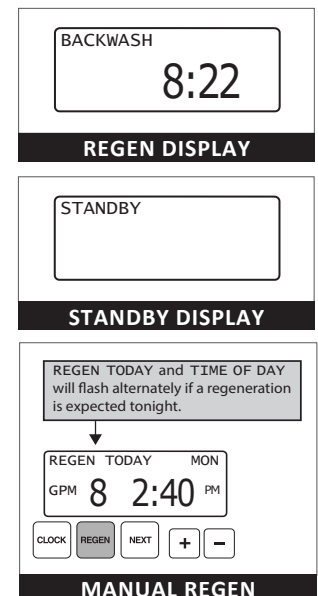 BACKWASH
8:22
REGEN DISPLAY
STANDBY
STANDBY DISPLAY
REGEN TODAY and TIME OF DAY
will flash alternately if a regeneration
is expected tonight.
REGEN TODAY MON
GPM 8 2:40 PM
CLOCK REGEN NEXT + −
MANUAL REGEN